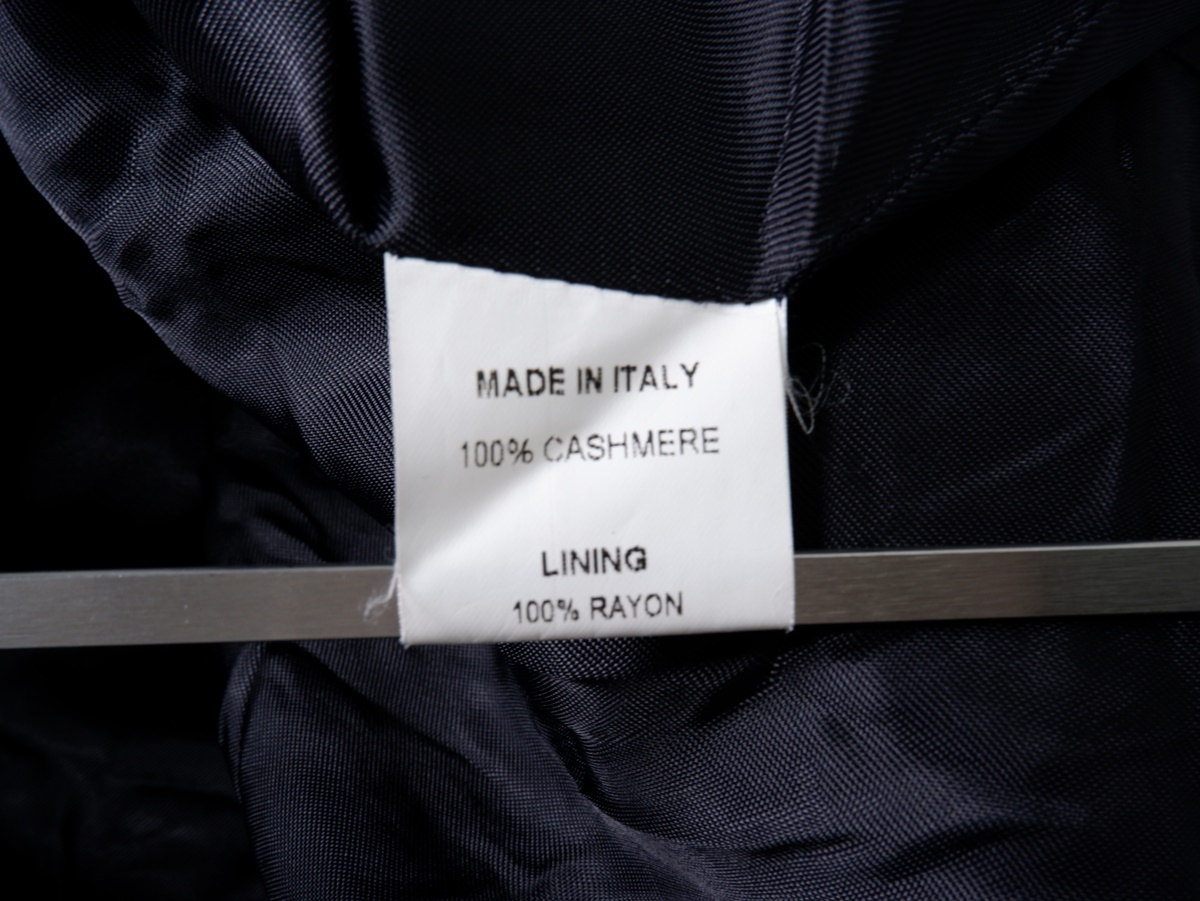 MADE IN ITALY
100% CASHMERE
LINING
100% RAYON